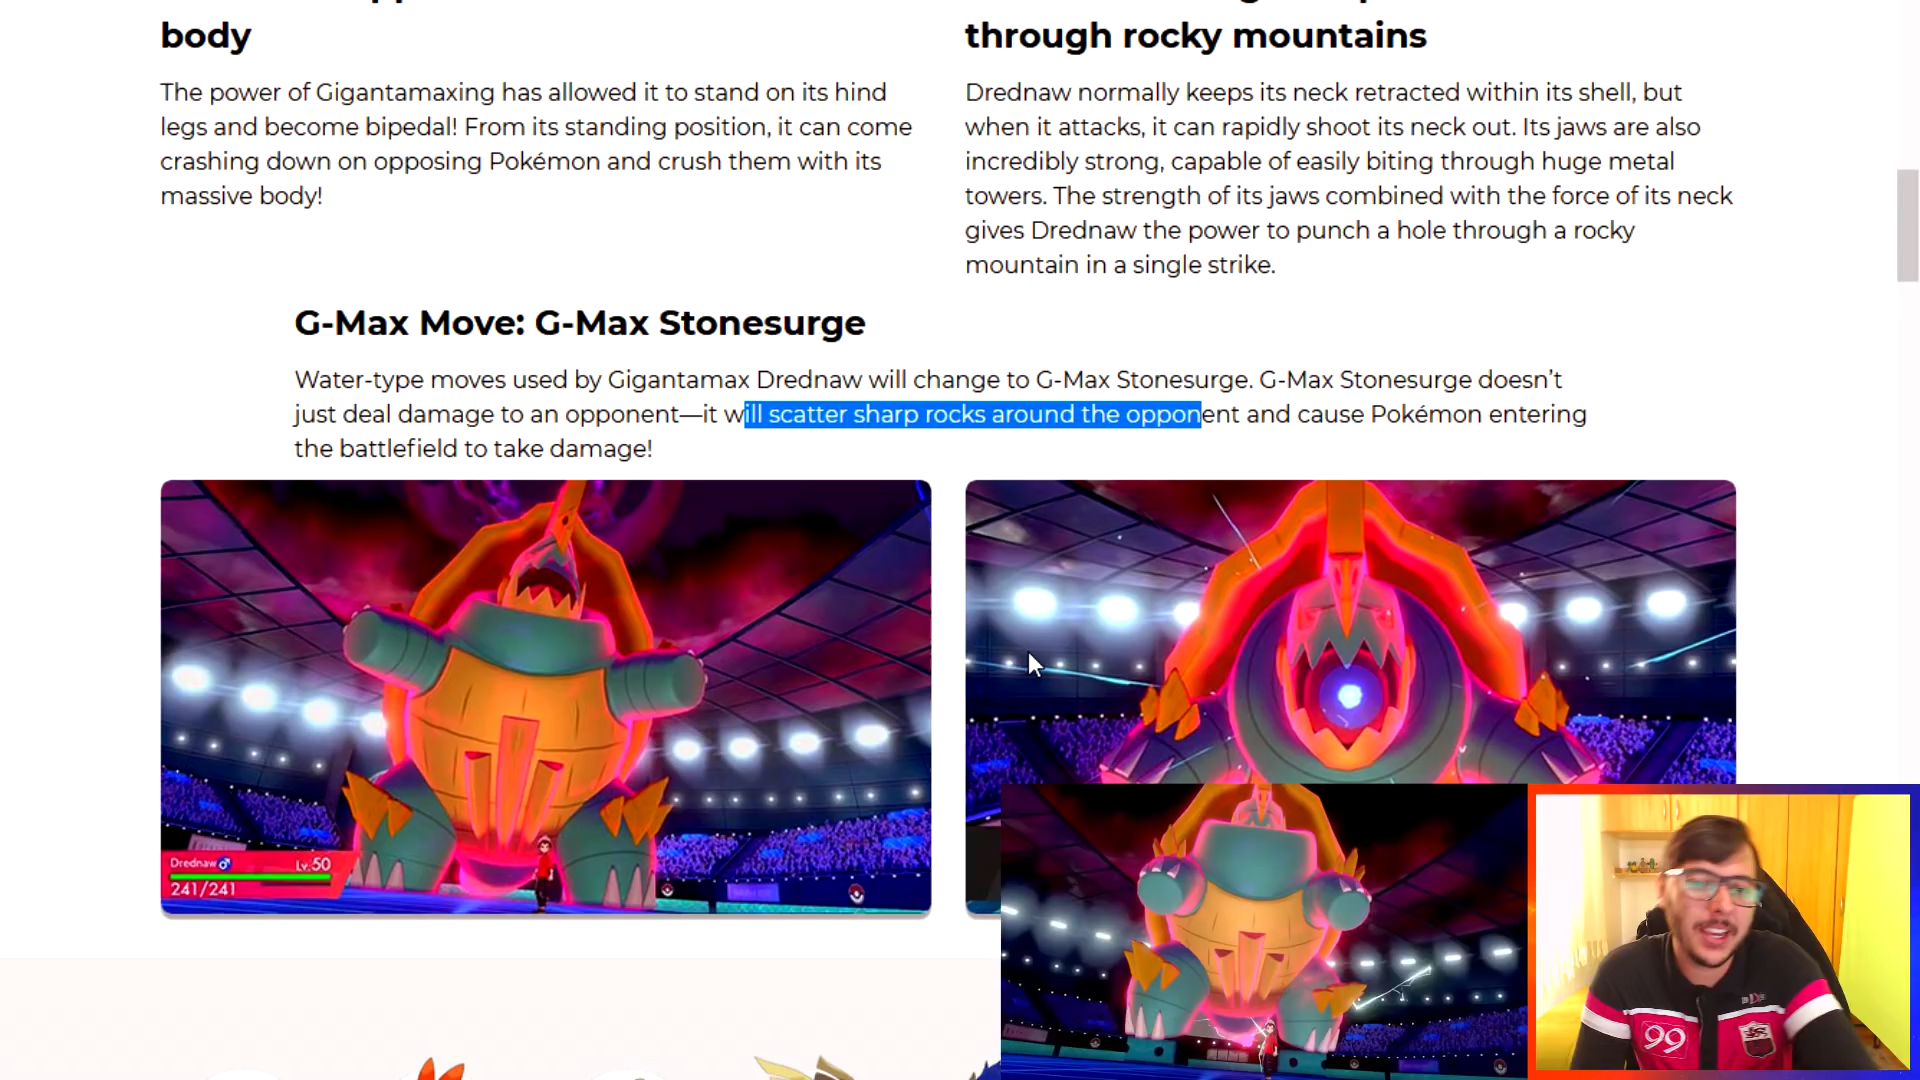 body
The power of Gigantamaxing has allowed it to stand on its hind
legs and become bipedal! From its standing position, it can come
crashing down on opposing Pokémon and crush them with its
massive body!
through rocky mountains
Drednaw normally keeps its neck retracted within its shell, but
when it attacks, it can rapidly shoot its neck out. Its jaws are also
incredibly strong, capable of easily biting through huge metal
towers. The strength of its jaws combined with the force of its neck
gives Drednaw the power to punch a hole through a rocky
mountain in a single strike.
G-Max Move: G-Max Stonesurge
Water-type moves used by Gigantamax Drednaw will change to G-Max Stonesurge. G-Max Stonesurge doesn’t
just deal damage to an opponent—it will scatter sharp rocks around the opponent and cause Pokémon entering
the battlefield to take damage!
Drednaw♂ Lv.50
241/241
99